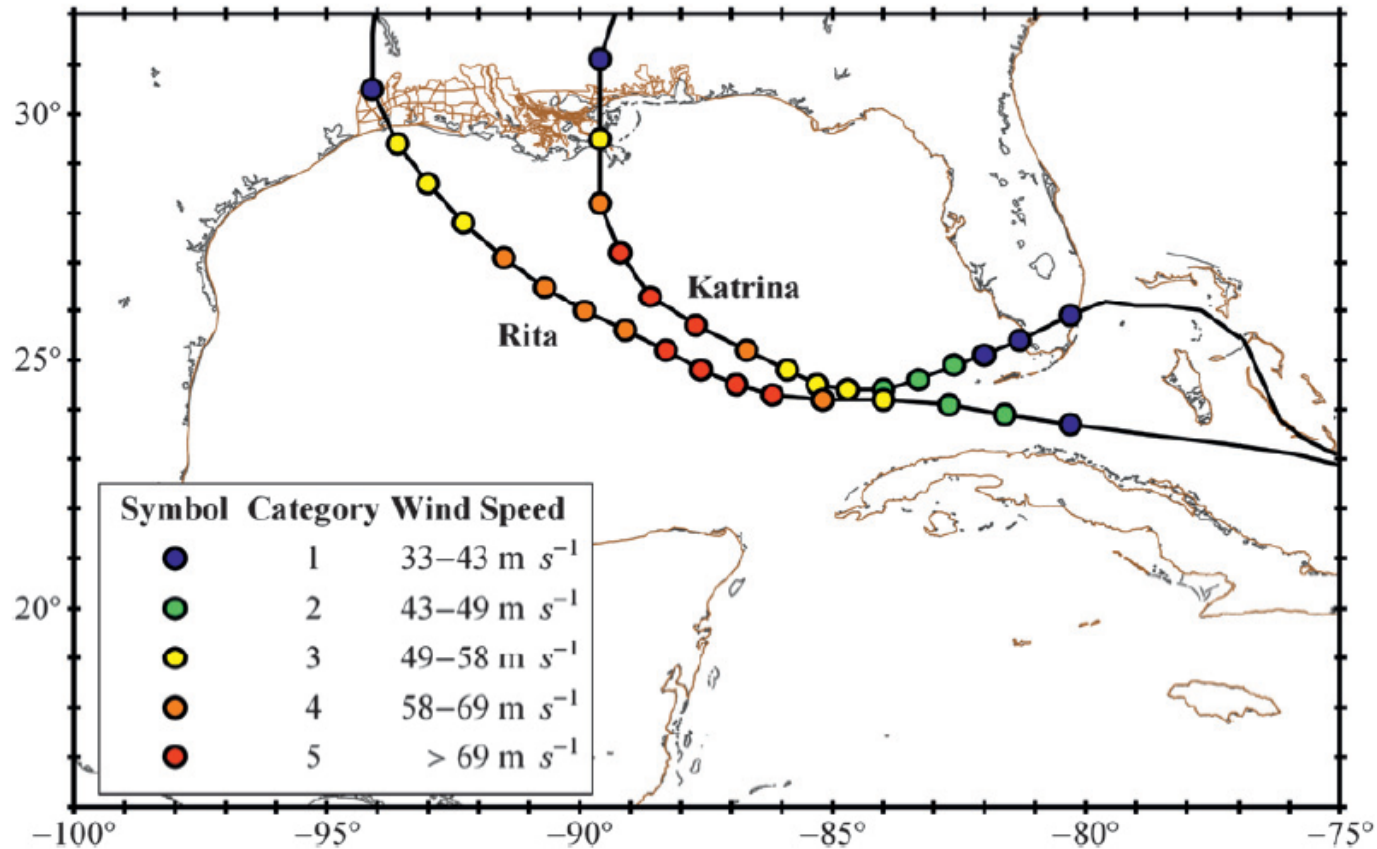 30°
25°
20°
Katrina
Rita
Symbol Category Wind Speed
1 33–43 m s⁻¹
2 43–49 m s⁻¹
3 49–58 m s⁻¹
4 58–69 m s⁻¹
5 > 69 m s⁻¹
−100° −95° −90° −85° −80° −75°